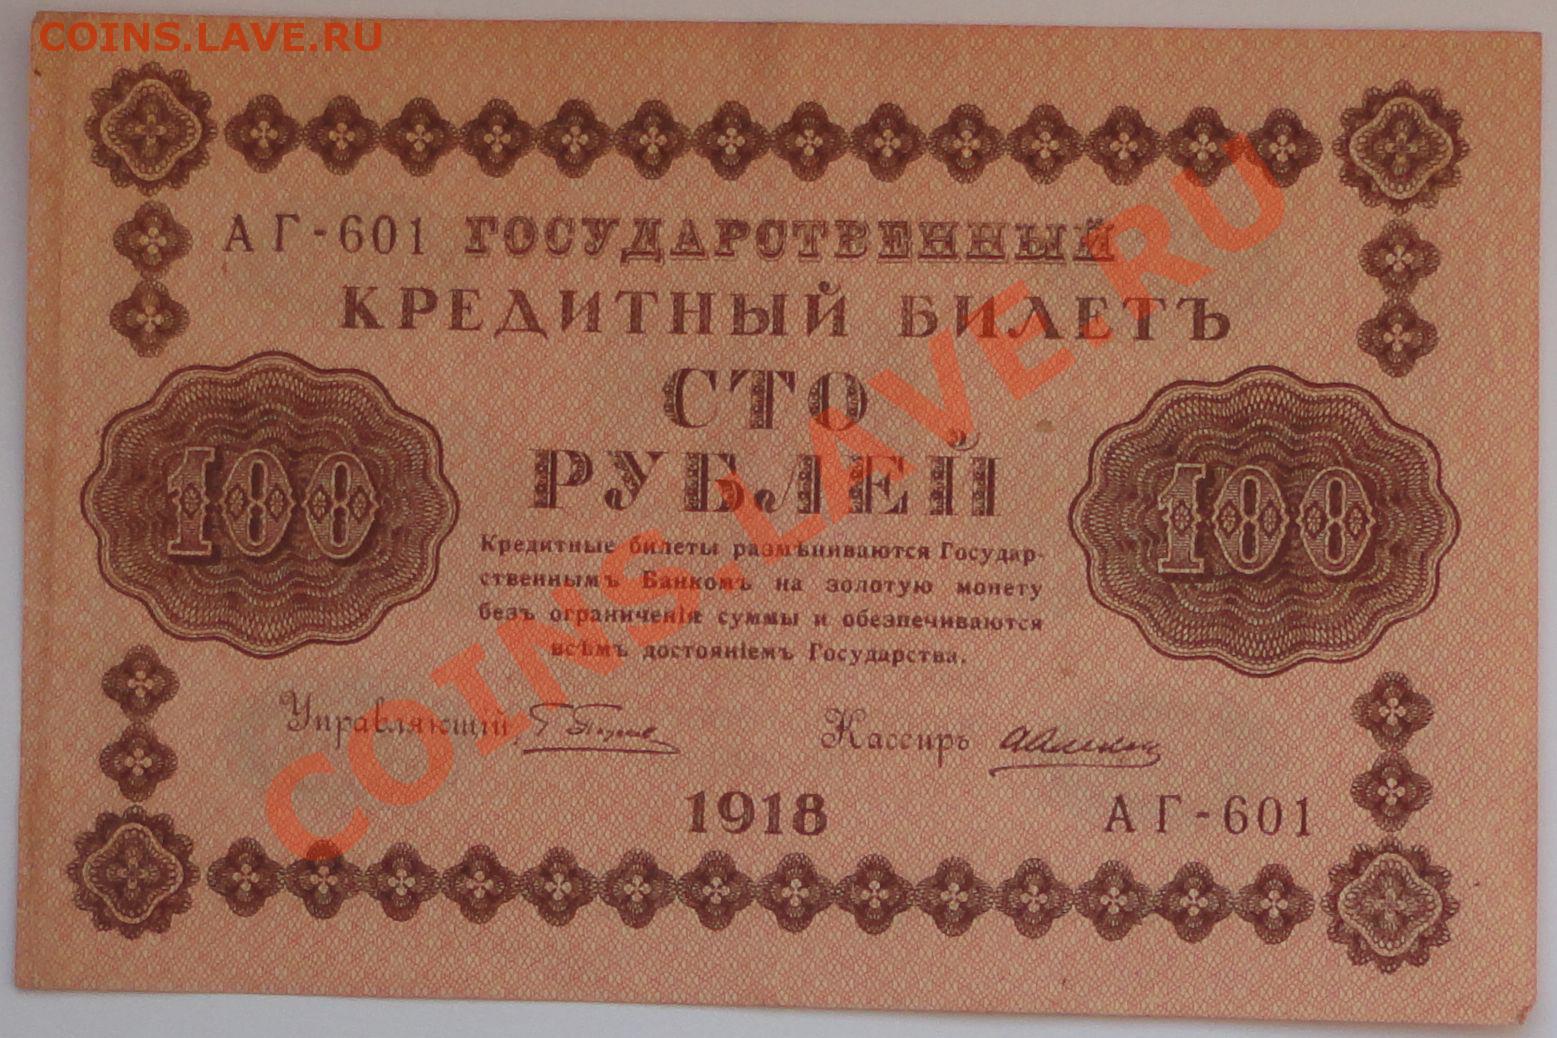 COINS.LAVE.RU
АГ-601 ГОСУДАРСТВЕННЫЙ
КРЕДИТНЫЙ БИЛЕТЪ
СТО
РУБЛЕЙ
100 100
Кредитные билеты размѣниваются Государ-
ственнымъ Банкомъ на золотую монету
безъ ограниченія суммы и обезпечиваются
всѣмъ достояніемъ Государства.
Управляющій Кассиръ
1918 АГ-601
COINS.LAVE.RU